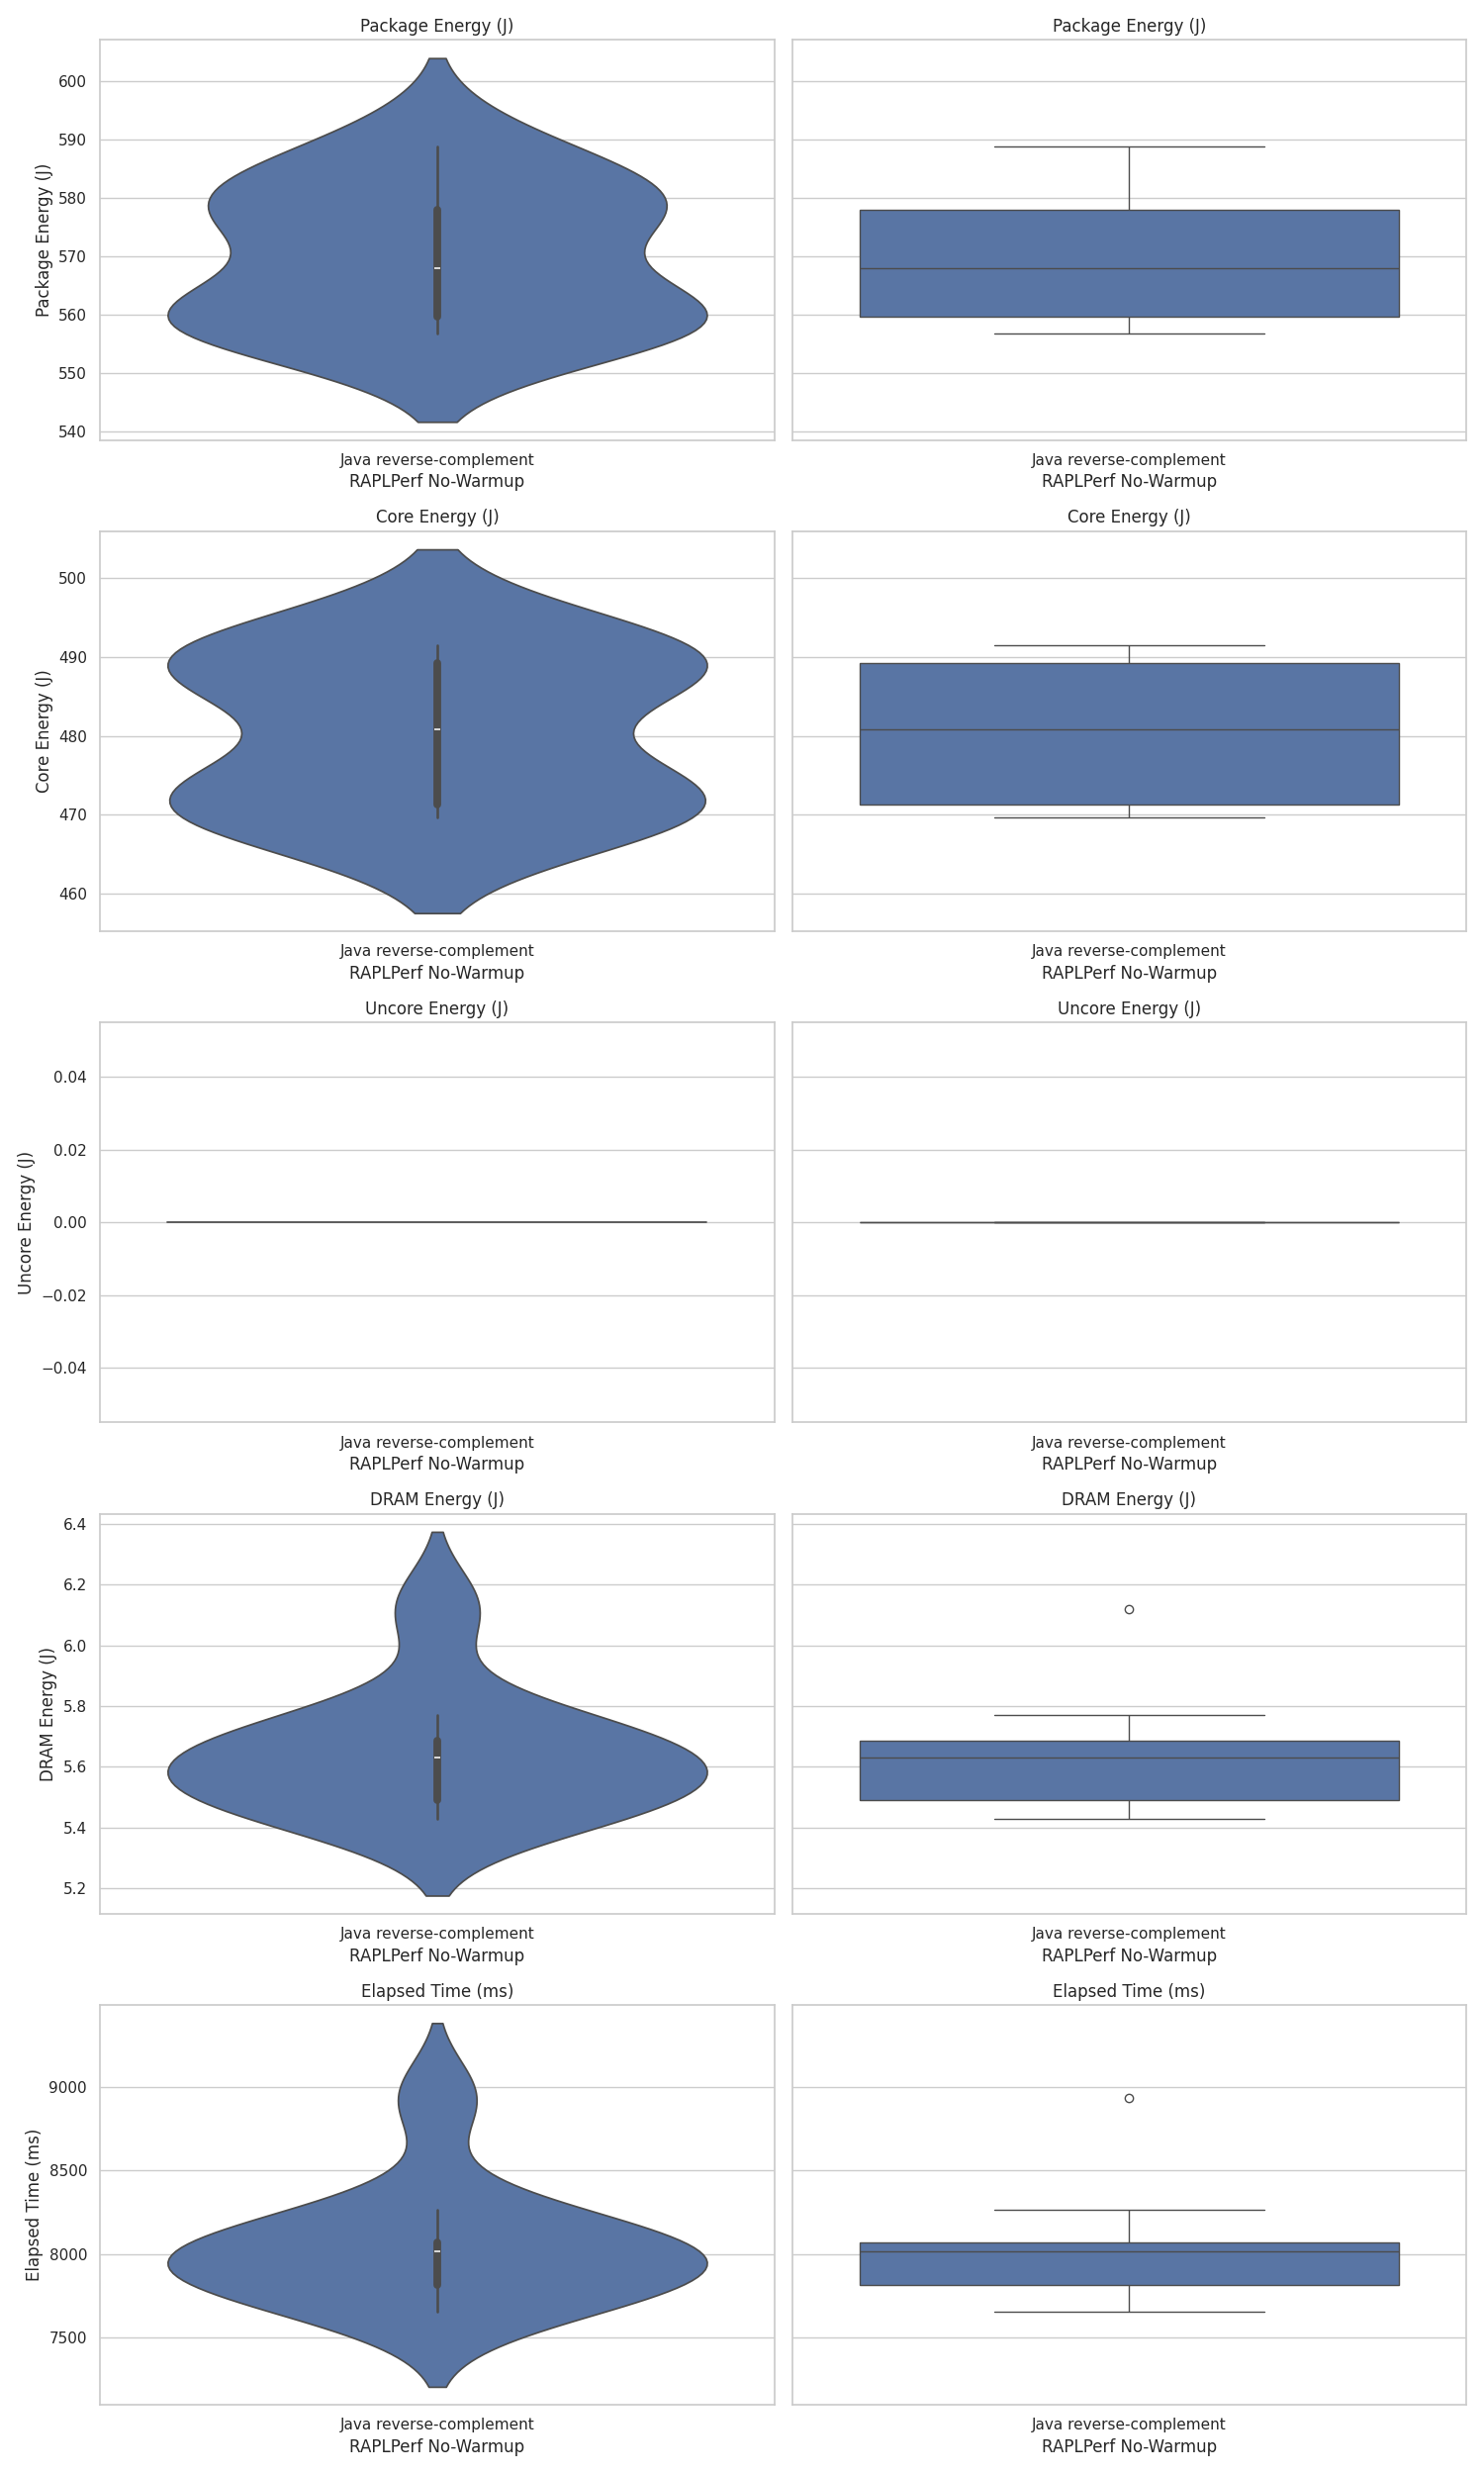 Package Energy (J)
Package Energy (J)
Package Energy (J)
600
590
580
570
560
550
540
Java reverse-complement
RAPLPerf No-Warmup
Java reverse-complement
RAPLPerf No-Warmup
Core Energy (J)
Core Energy (J)
Core Energy (J)
500
490
480
470
460
Java reverse-complement
RAPLPerf No-Warmup
Java reverse-complement
RAPLPerf No-Warmup
Uncore Energy (J)
Uncore Energy (J)
Uncore Energy (J)
0.04
0.02
0.00
−0.02
−0.04
Java reverse-complement
RAPLPerf No-Warmup
Java reverse-complement
RAPLPerf No-Warmup
DRAM Energy (J)
DRAM Energy (J)
DRAM Energy (J)
6.4
6.2
6.0
5.8
5.6
5.4
5.2
Java reverse-complement
RAPLPerf No-Warmup
Java reverse-complement
RAPLPerf No-Warmup
Elapsed Time (ms)
Elapsed Time (ms)
Elapsed Time (ms)
9000
8500
8000
7500
Java reverse-complement
RAPLPerf No-Warmup
Java reverse-complement
RAPLPerf No-Warmup